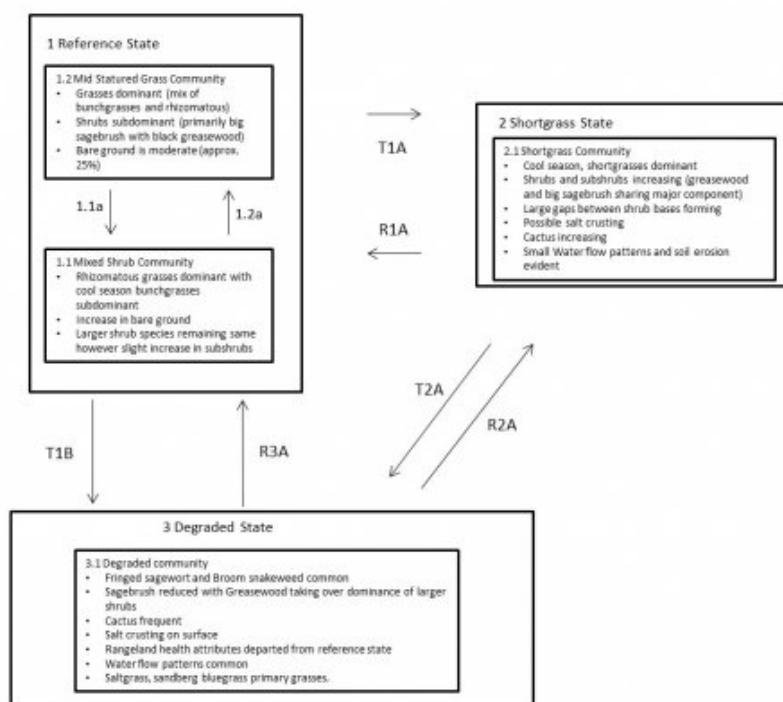 1 Reference State
1.2 Mid Statured Grass Community
• Grasses dominant (mix of
bunchgrasses and rhizomatous)
• Shrubs subdominant (primarily big
sagebrush with black greasewood)
• Bare ground is moderate (approx.
25%)
1.1a
1.2a
1.1 Mixed Shrub Community
• Rhizomatous grasses dominant with
cool season bunchgrasses
subdominant
• Increase in bare ground
• Larger shrub species remaining same
however slight increase in subshrubs
T1A
R1A
2 Shortgrass State
2.1 Shortgrass Community
• Cool season, shortgrasses dominant
• Shrubs and subshrubs increasing (greasewood
and big sagebrush sharing major component)
• Large gaps between shrub bases forming
• Possible salt crusting
• Cactus increasing
• Small Water flow patterns and soil erosion
evident
T2A
R2A
T1B
R3A
3 Degraded State
3.1 Degraded community
• Fringed sagewort and Broom snakeweed common
• Sagebrush reduced with Greasewood taking over dominance of larger
shrubs
• Cactus frequent
• Salt crusting on surface
• Rangeland health attributes departed from reference state
• Water flow patterns common
• Saltgrass, sandberg bluegrass primary grasses.